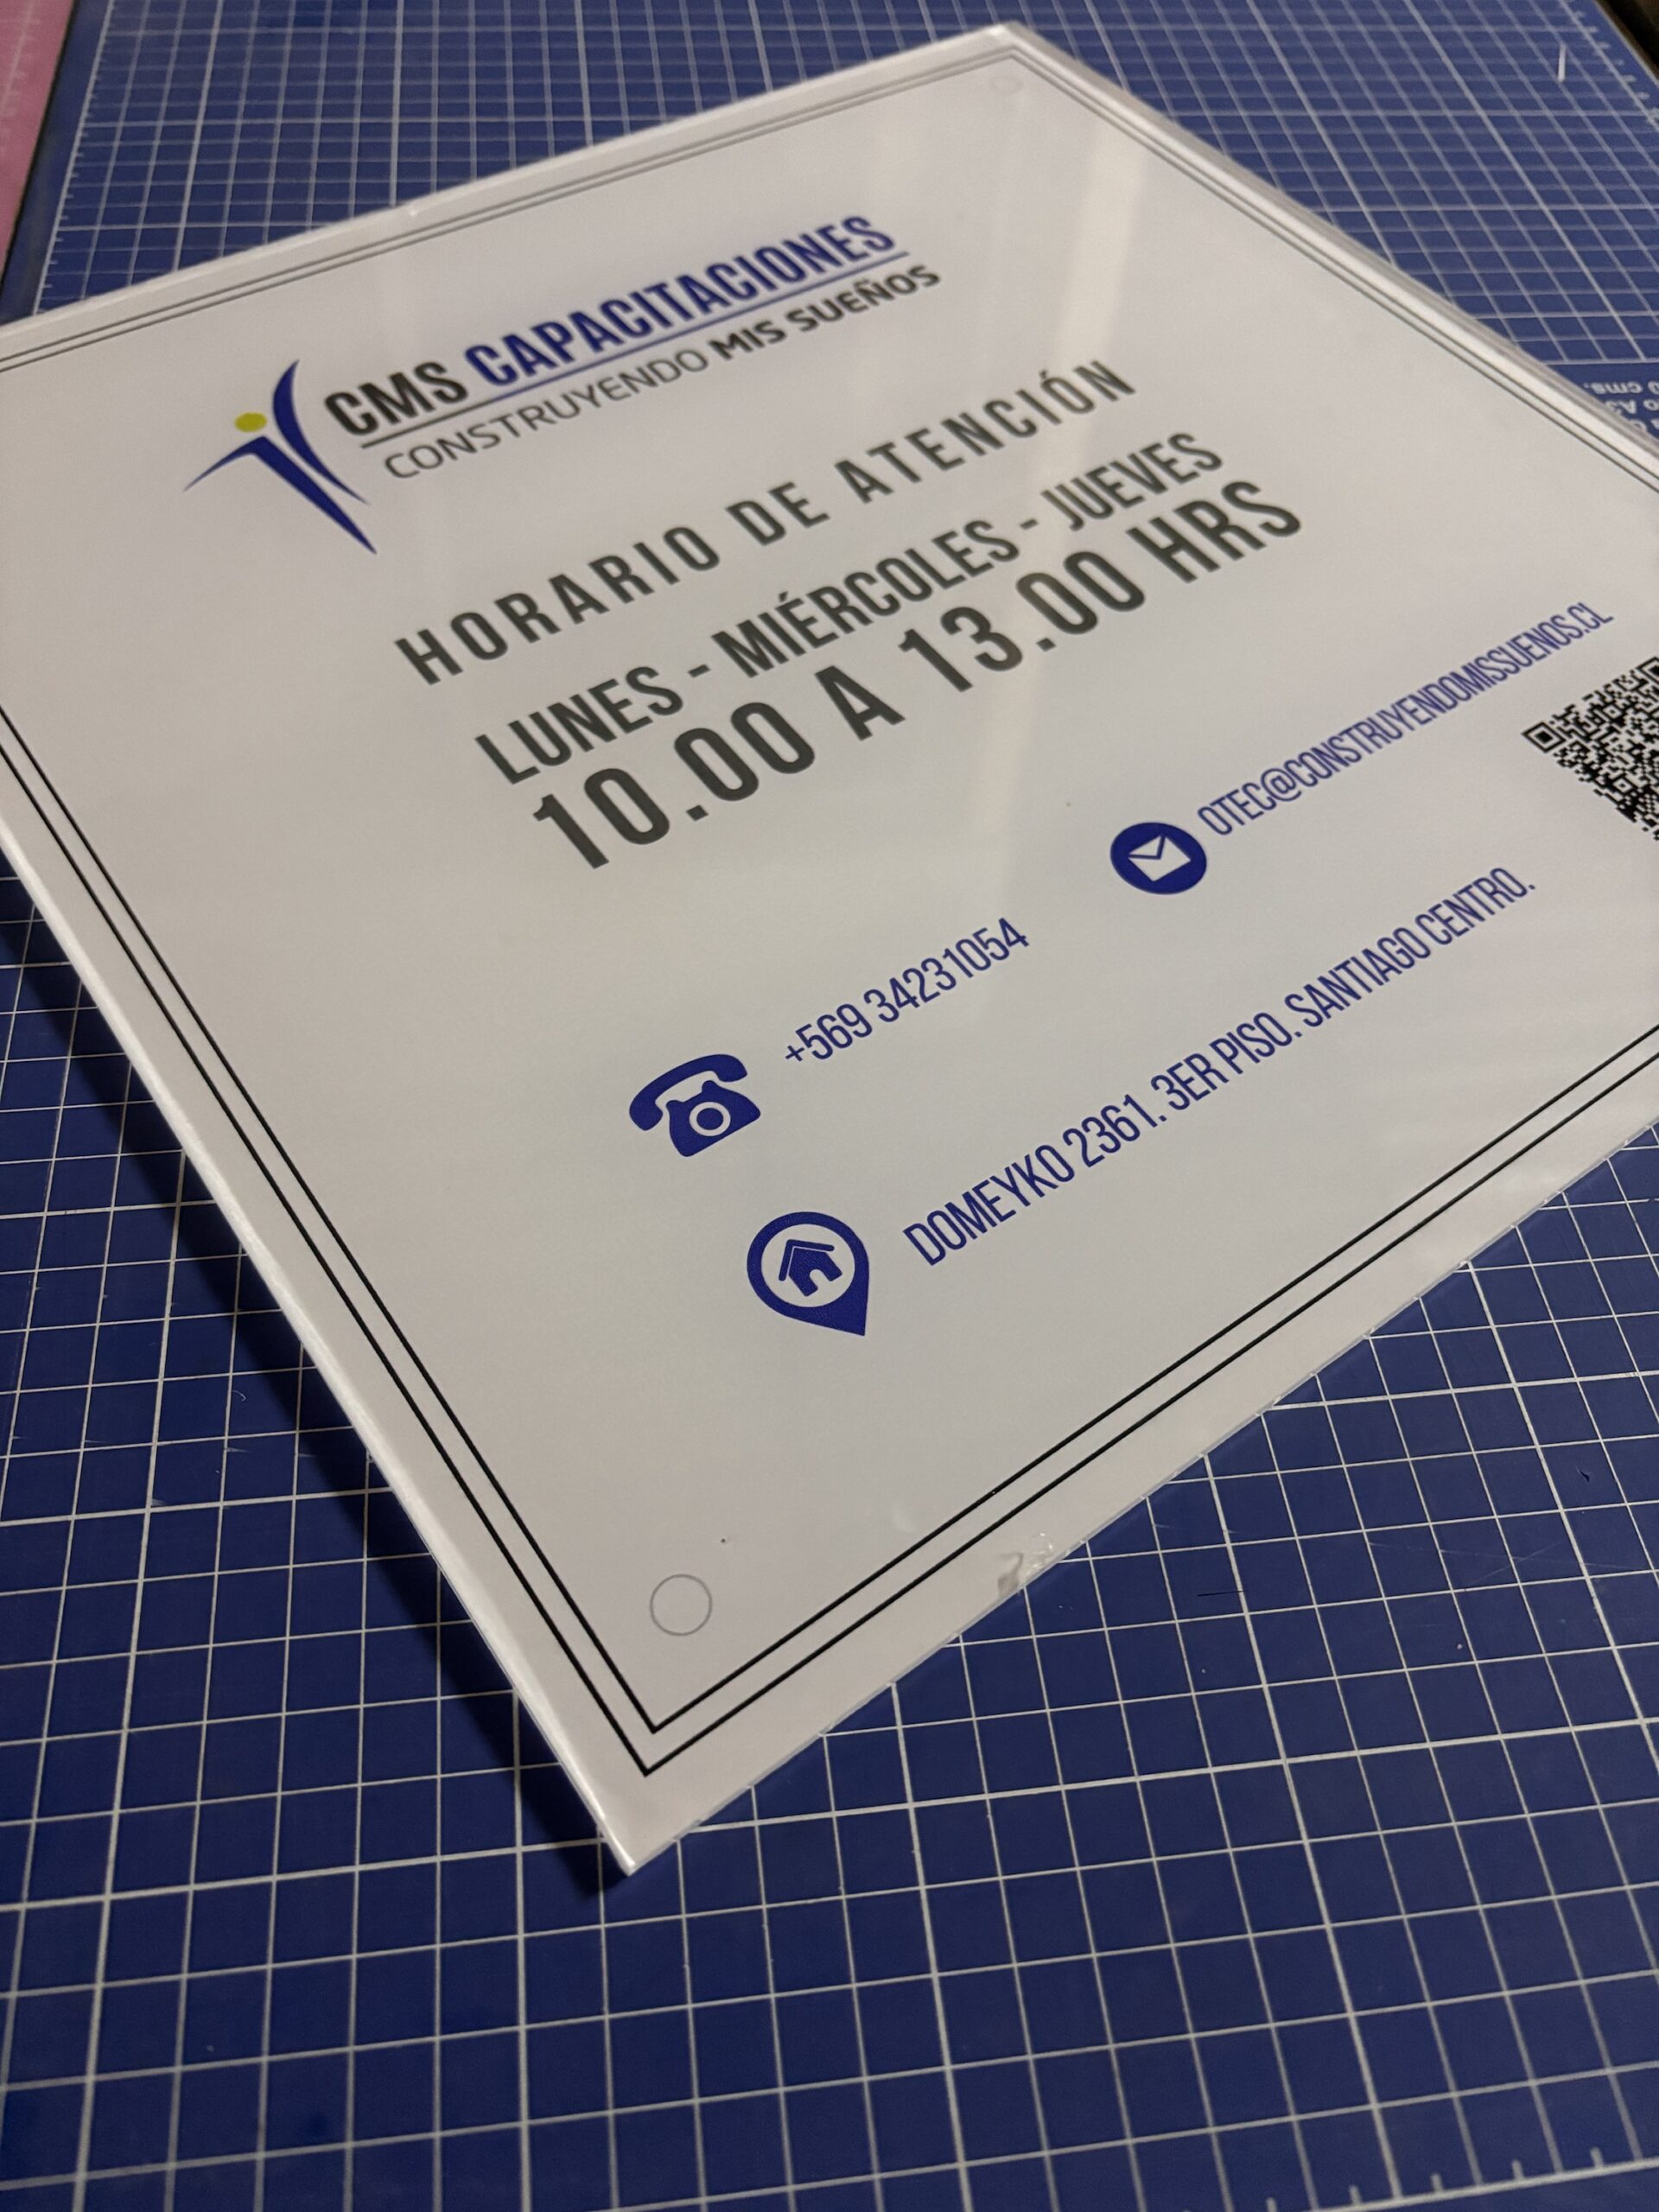 CMS CAPACITACIONES
CONSTRUYENDO MIS SUEÑOS
HORARIO DE ATENCIÓN
LUNES - MIÉRCOLES - JUEVES
10.00 A 13.00 HRS
+569 34231054
OTEC@CONSTRUYENDOMISSUENOS.CL
DOMEYKO 2361. 3ER PISO. SANTIAGO CENTRO.